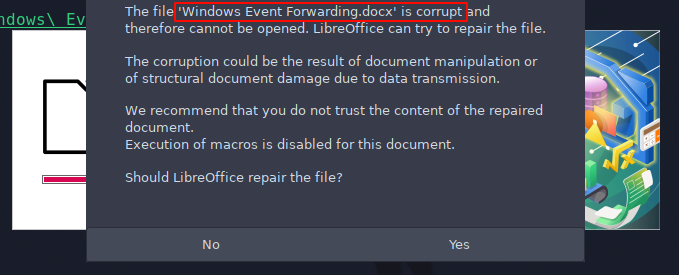 ndows\ Ev
The file 'Windows Event Forwarding.docx' is corrupt and
therefore cannot be opened. LibreOffice can try to repair the file.
The corruption could be the result of document manipulation or
of structural document damage due to data transmission.
We recommend that you do not trust the content of the repaired
document.
Execution of macros is disabled for this document.
Should LibreOffice repair the file?
No Yes